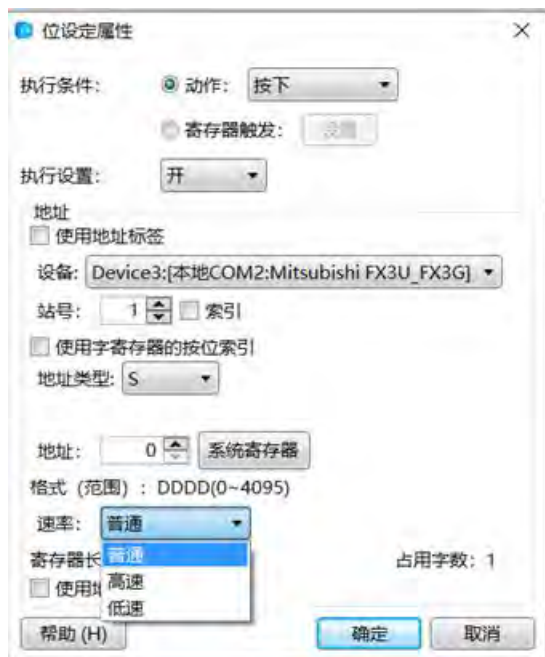 位设定属性
执行条件: 动作: 按下
寄存器触发: 设置
执行设置: 开
地址
使用地址标签
设备: Device3:[本地COM2:Mitsubishi FX3U_FX3G]
站号: 1 索引
使用字寄存器的按位索引
地址类型: S
地址: 0 系统寄存器
格式 (范围) : DDDD(0~4095)
速率: 普通
寄存器长 普通 占用字数: 1
使用地 高速
低速
帮助 (H) 确定 取消